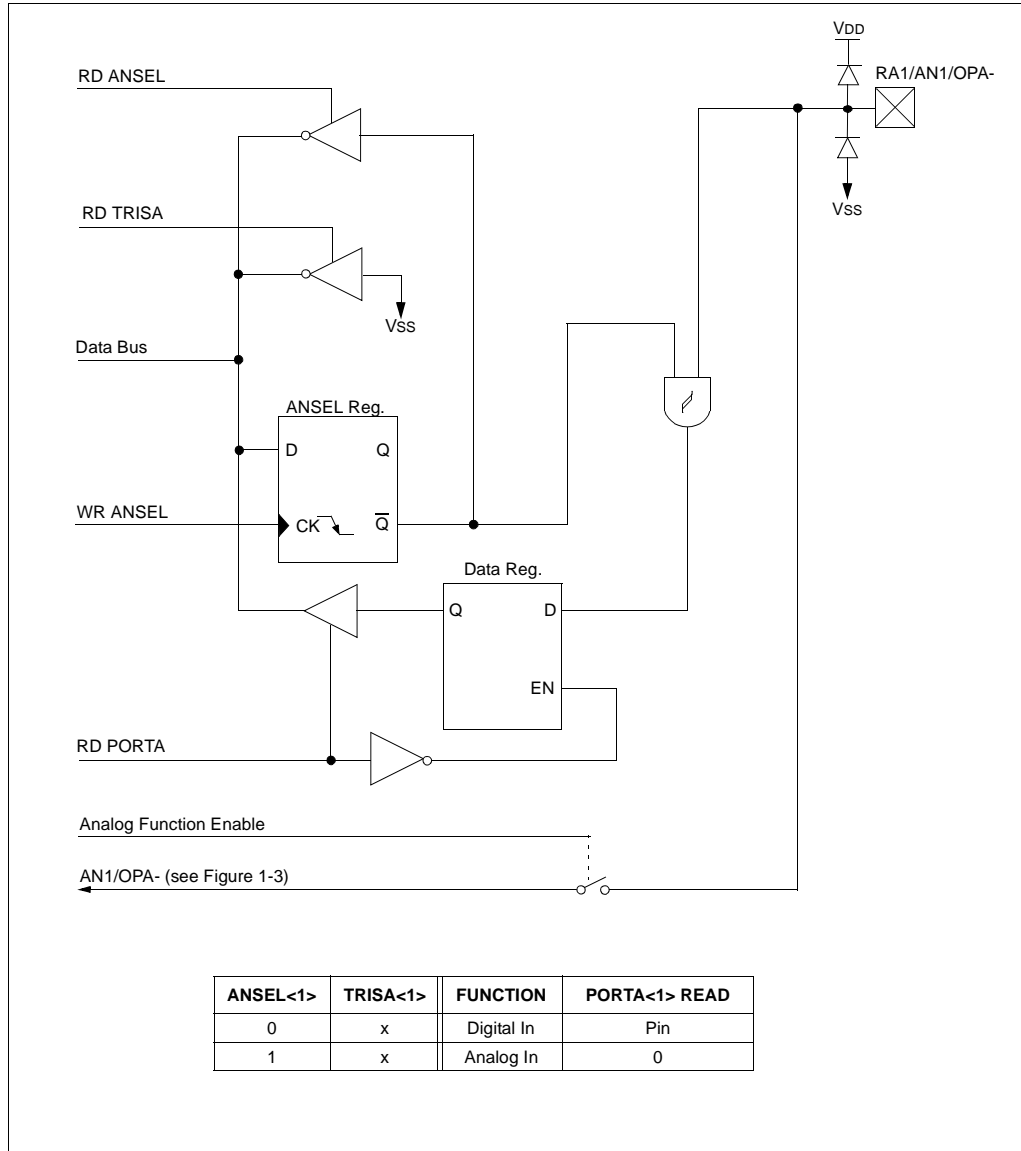 VDD
RD ANSEL
RA1/AN1/OPA-
RD TRISA
VSS
VSS
Data Bus
ANSEL Reg.
D Q
WR ANSEL
CK Q̅
Data Reg.
Q D
EN
RD PORTA
Analog Function Enable
AN1/OPA- (see Figure 1-3)
ANSEL<1> TRISA<1> FUNCTION PORTA<1> READ
0 x Digital In Pin
1 x Analog In 0